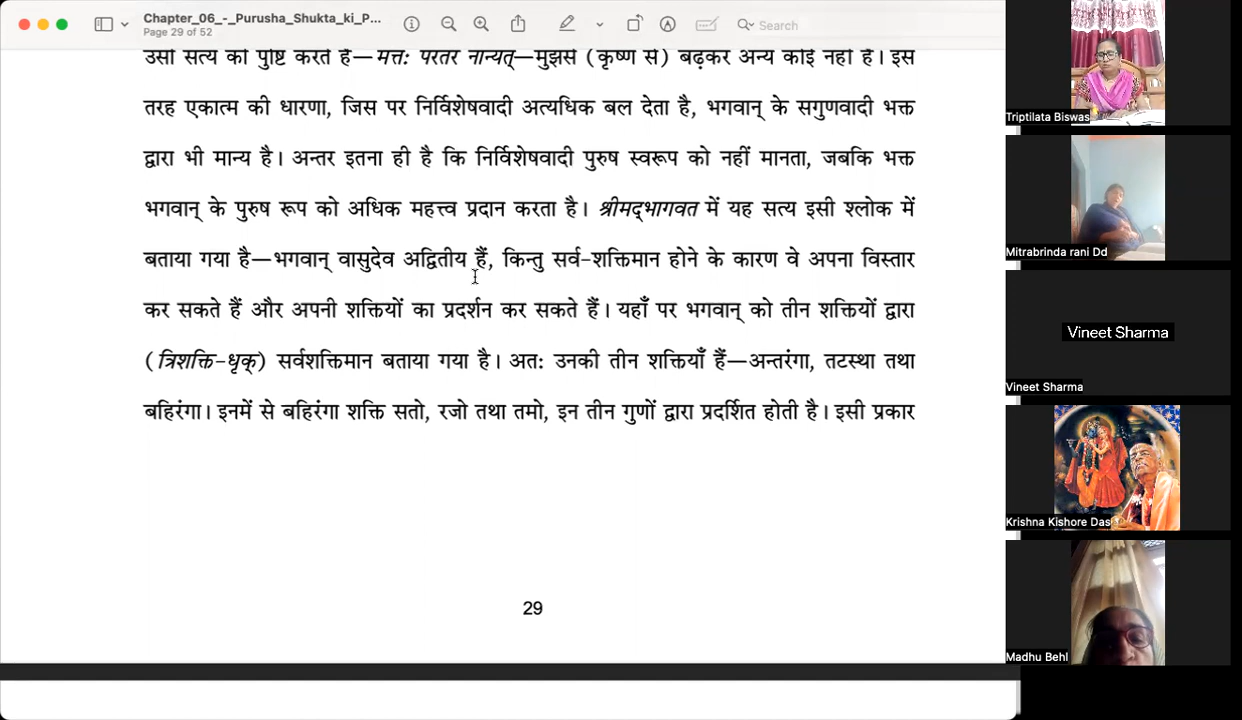 Chapter_06_-_Purusha_Shukta_ki_P...
Page 29 of 52
Search
उसी सत्य की पुष्टि करते हैं—मत्तः परतरं नान्यत्—मुझसे (कृष्ण से) बढ़कर अन्य कोई नहीं है। इस
तरह एकात्म की धारणा, जिस पर निर्विशेषवादी अत्यधिक बल देता है, भगवान् के सगुणवादी भक्त
द्वारा भी मान्य है। अन्तर इतना ही है कि निर्विशेषवादी पुरुष स्वरूप को नहीं मानता, जबकि भक्त
भगवान् के पुरुष रूप को अधिक महत्त्व प्रदान करता है। श्रीमद्भागवत में यह सत्य इसी श्लोक में
बताया गया है—भगवान् वासुदेव अद्वितीय हैं, किन्तु सर्व-शक्तिमान होने के कारण वे अपना विस्तार
कर सकते हैं और अपनी शक्तियों का प्रदर्शन कर सकते हैं। यहाँ पर भगवान् को तीन शक्तियों द्वारा
(त्रिशक्ति-धृक्) सर्वशक्तिमान बताया गया है। अतः उनकी तीन शक्तियाँ हैं—अन्तरंगा, तटस्था तथा
बहिरंगा। इनमें से बहिरंगा शक्ति सतो, रजो तथा तमो, इन तीन गुणों द्वारा प्रदर्शित होती है। इसी प्रकार
29
Triptilata Biswas
Mitrabrinda rani Dd
Vineet Sharma
Vineet Sharma
Krishna Kishore Das
Madhu Behl